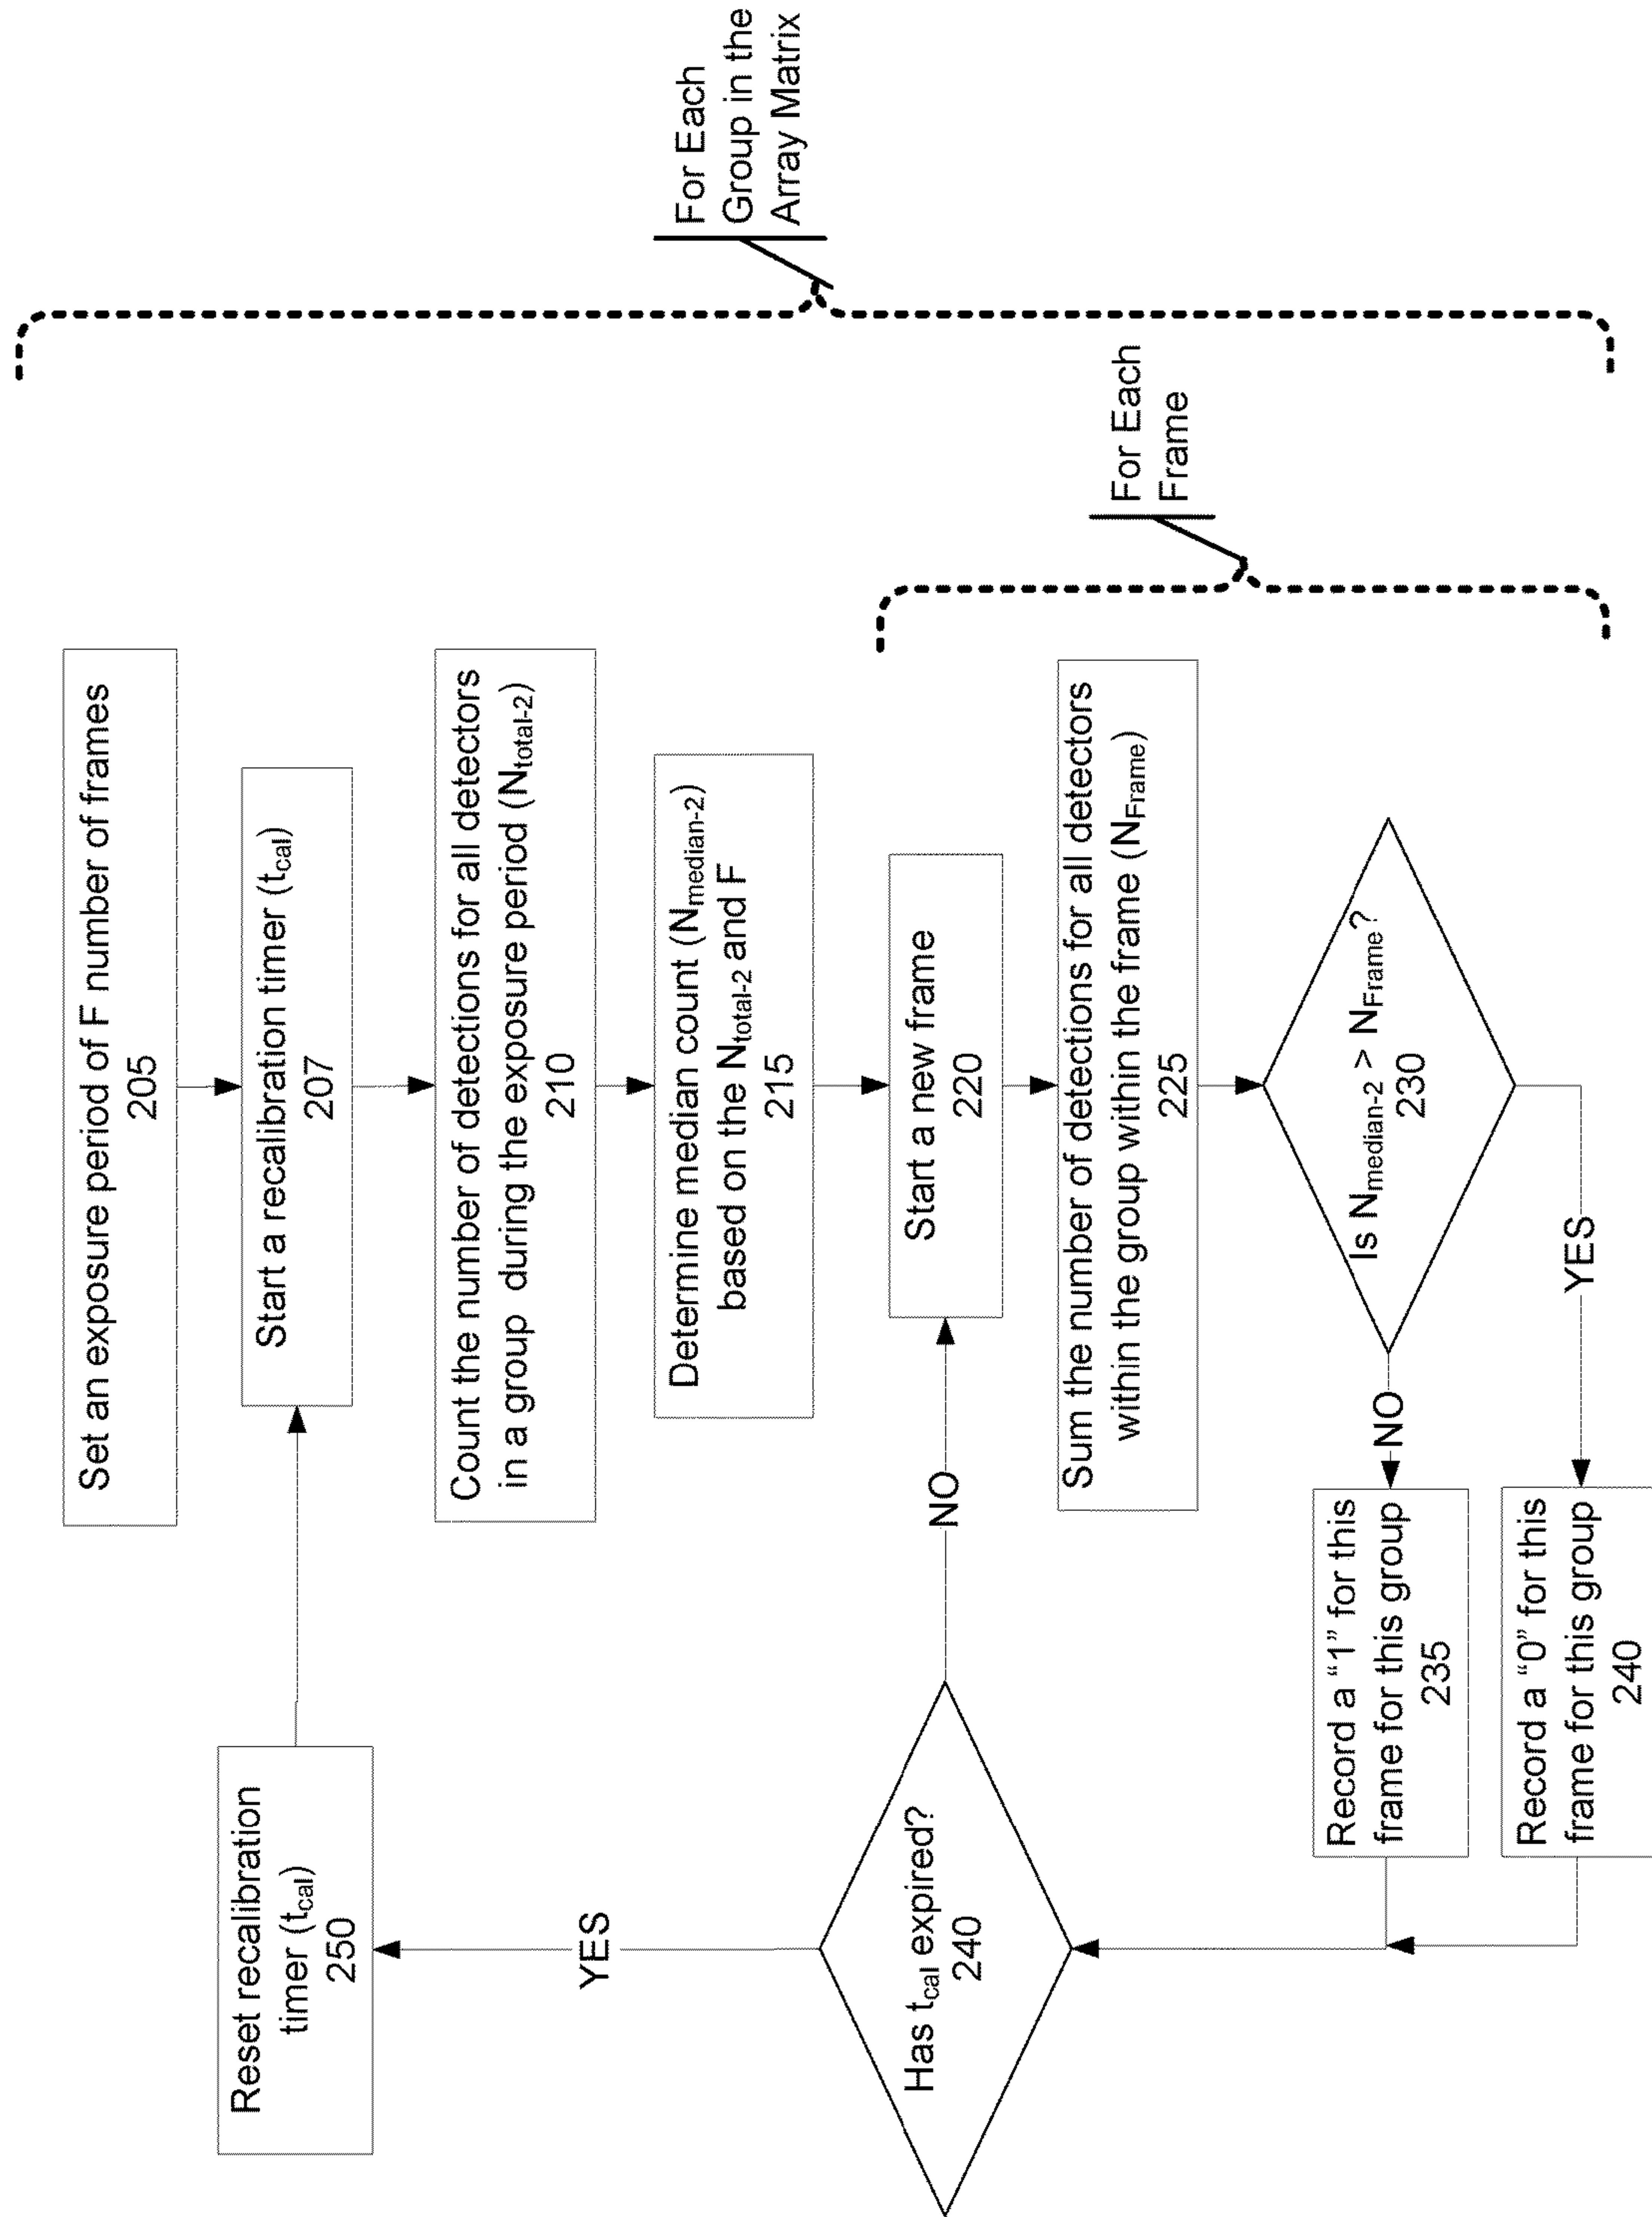 Set an exposure period of F number of frames
205
Start a recalibration timer (tcal)
207
Count the number of detections for all detectors
in a group during the exposure period (Ntotal-2)
210
Determine median count (Nmedian-2)
based on the Ntotal-2 and F
215
Start a new frame
220
Sum the number of detections for all detectors
within the group within the frame (NFrame)
225
Is Nmedian-2 > NFrame?
230
NO
YES
Record a “1” for this
frame for this group
235
Record a “0” for this
frame for this group
240
Has tcal expired?
240
NO
YES
Reset recalibration
timer (tcal)
250
For Each
Frame
For Each
Group in the
Array Matrix